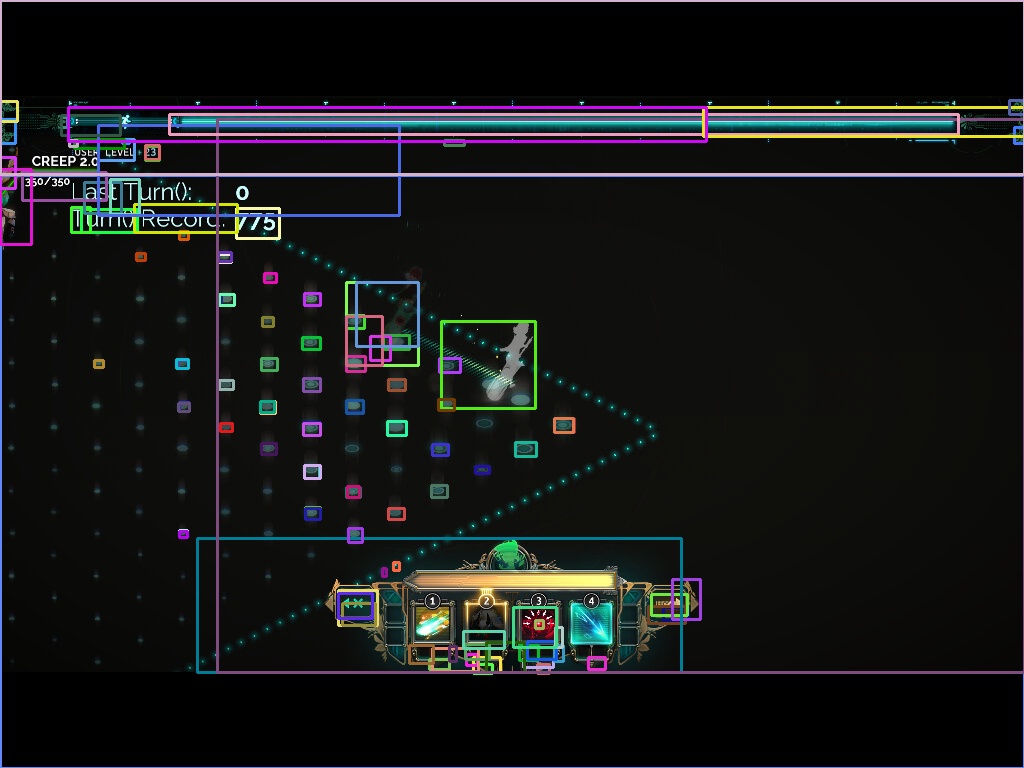 USER LEVEL 23
CREEP 2.0
350/350
Last Turn(): 0
Turn() Record: 775
1 2 3 4